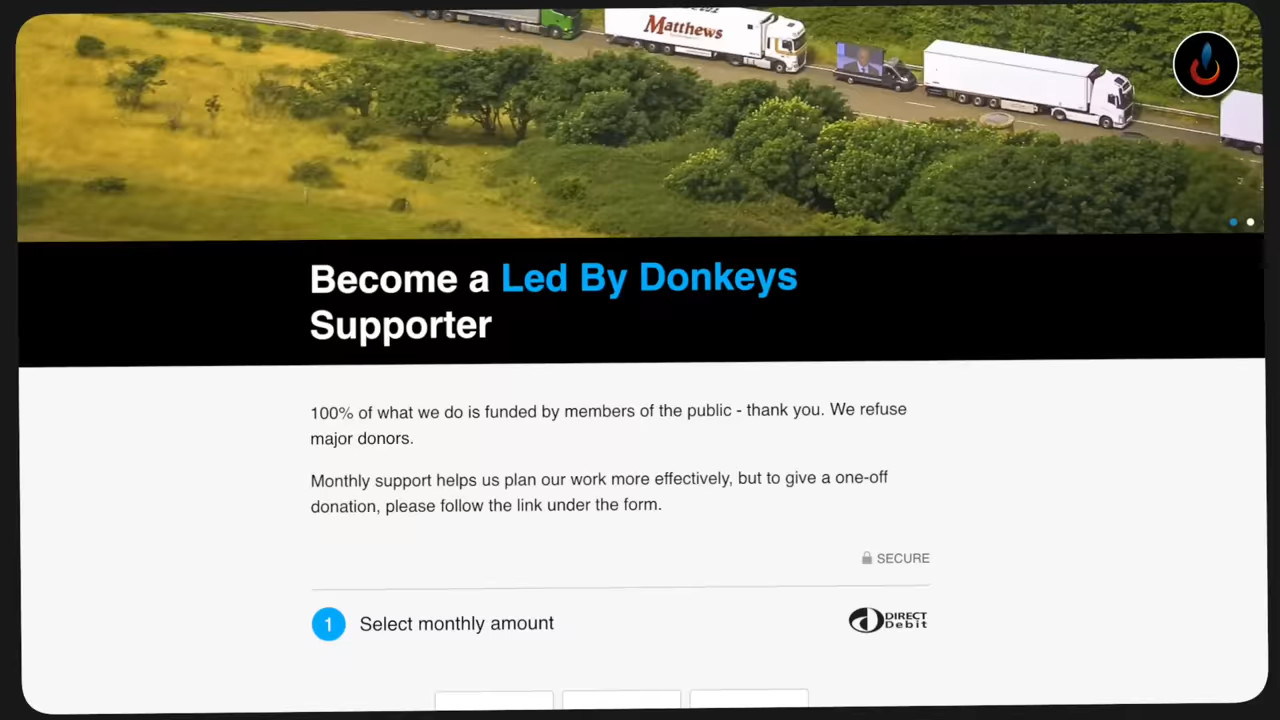 Matthews
Become a Led By Donkeys
Supporter
100% of what we do is funded by members of the public - thank you. We refuse
major donors.
Monthly support helps us plan our work more effectively, but to give a one-off
donation, please follow the link under the form.
SECURE
1 Select monthly amount
DIRECT
Debit